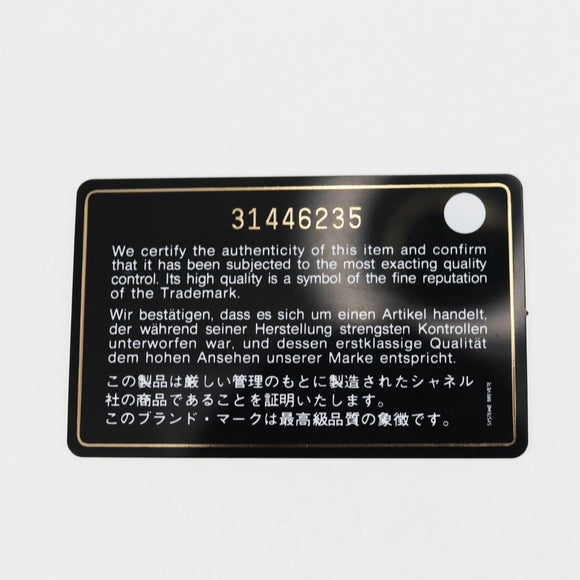 31446235
We certify the authenticity of this item and confirm
that it has been subjected to the most exacting quality
control. Its high quality is a symbol of the fine reputation
of the Trademark.
Wir bestätigen, dass es sich um einen Artikel handelt,
der während seiner Herstellung strengsten Kontrollen
unterworfen war, und dessen erstklassige Qualität
dem hohen Ansehen unserer Marke entspricht.
この製品は厳しい管理のもとに製造されたシャネル
社の商品であることを証明いたします。
このブランド・マークは最高級品質の象徴です。
SYSTEME BREVETE